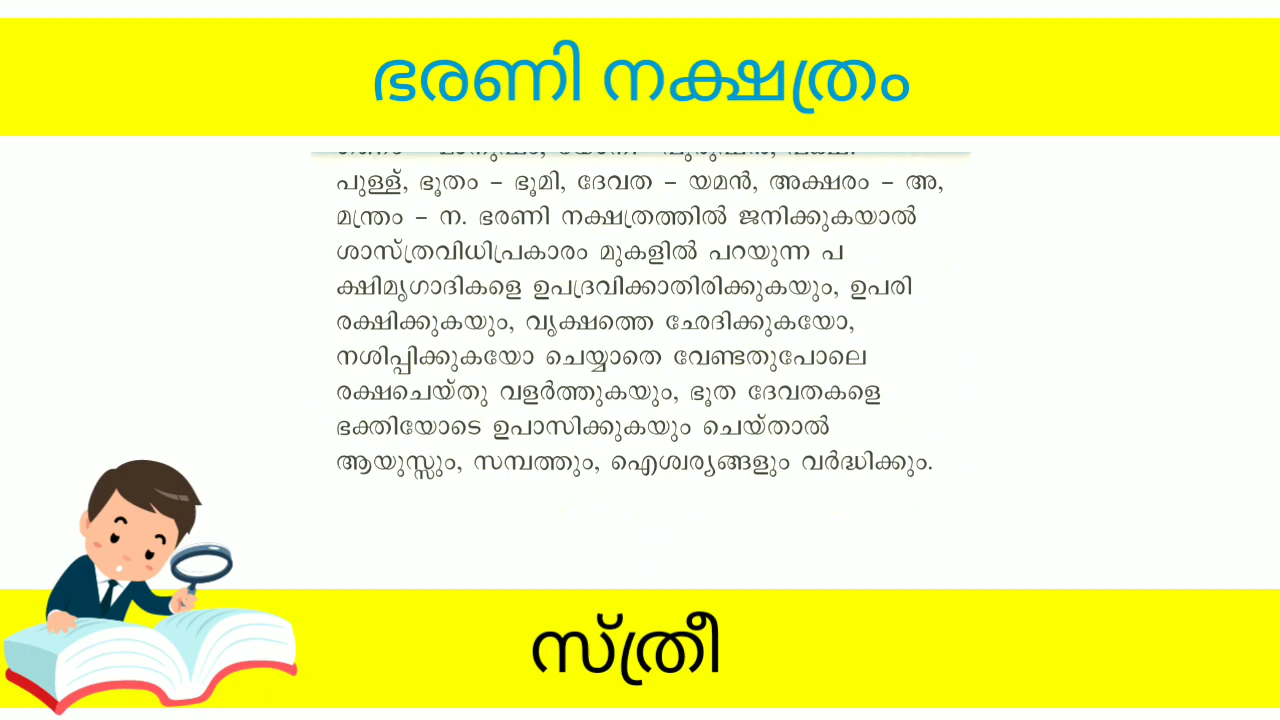 ഭരണി നക്ഷത്രം
പുള്ള്, ഭൂതം – ഭൂമി, ദേവത – യമൻ, അക്ഷരം – അ,
മന്ത്രം – ന. ഭരണി നക്ഷത്രത്തിൽ ജനിക്കുകയാൽ
ശാസ്ത്രവിധിപ്രകാരം മുകളിൽ പറയുന്ന പ
ക്ഷിമൃഗാദികളെ ഉപദ്രവിക്കാതിരിക്കുകയും, ഉപരി
രക്ഷിക്കുകയും, വൃക്ഷത്തെ ഛേദിക്കുകയോ,
നശിപ്പിക്കുകയോ ചെയ്യാതെ വേണ്ടതുപോലെ
രക്ഷചെയ്തു വളർത്തുകയും, ഭൂത ദേവതകളെ
ഭക്തിയോടെ ഉപാസിക്കുകയും ചെയ്താൽ
ആയുസ്സും, സമ്പത്തും, ഐശ്വര്യങ്ങളും വർദ്ധിക്കും.
സ്ത്രീ